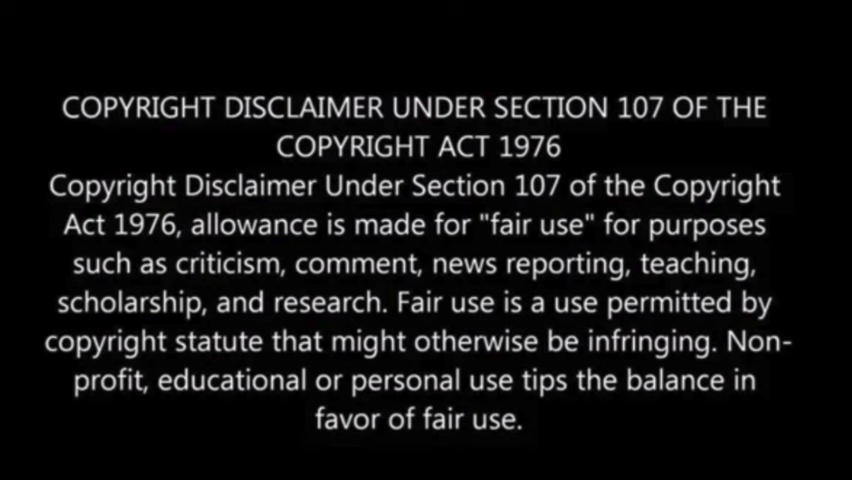 COPYRIGHT DISCLAIMER UNDER SECTION 107 OF THE
COPYRIGHT ACT 1976
Copyright Disclaimer Under Section 107 of the Copyright
Act 1976, allowance is made for "fair use" for purposes
such as criticism, comment, news reporting, teaching,
scholarship, and research. Fair use is a use permitted by
copyright statute that might otherwise be infringing. Non-
profit, educational or personal use tips the balance in
favor of fair use.